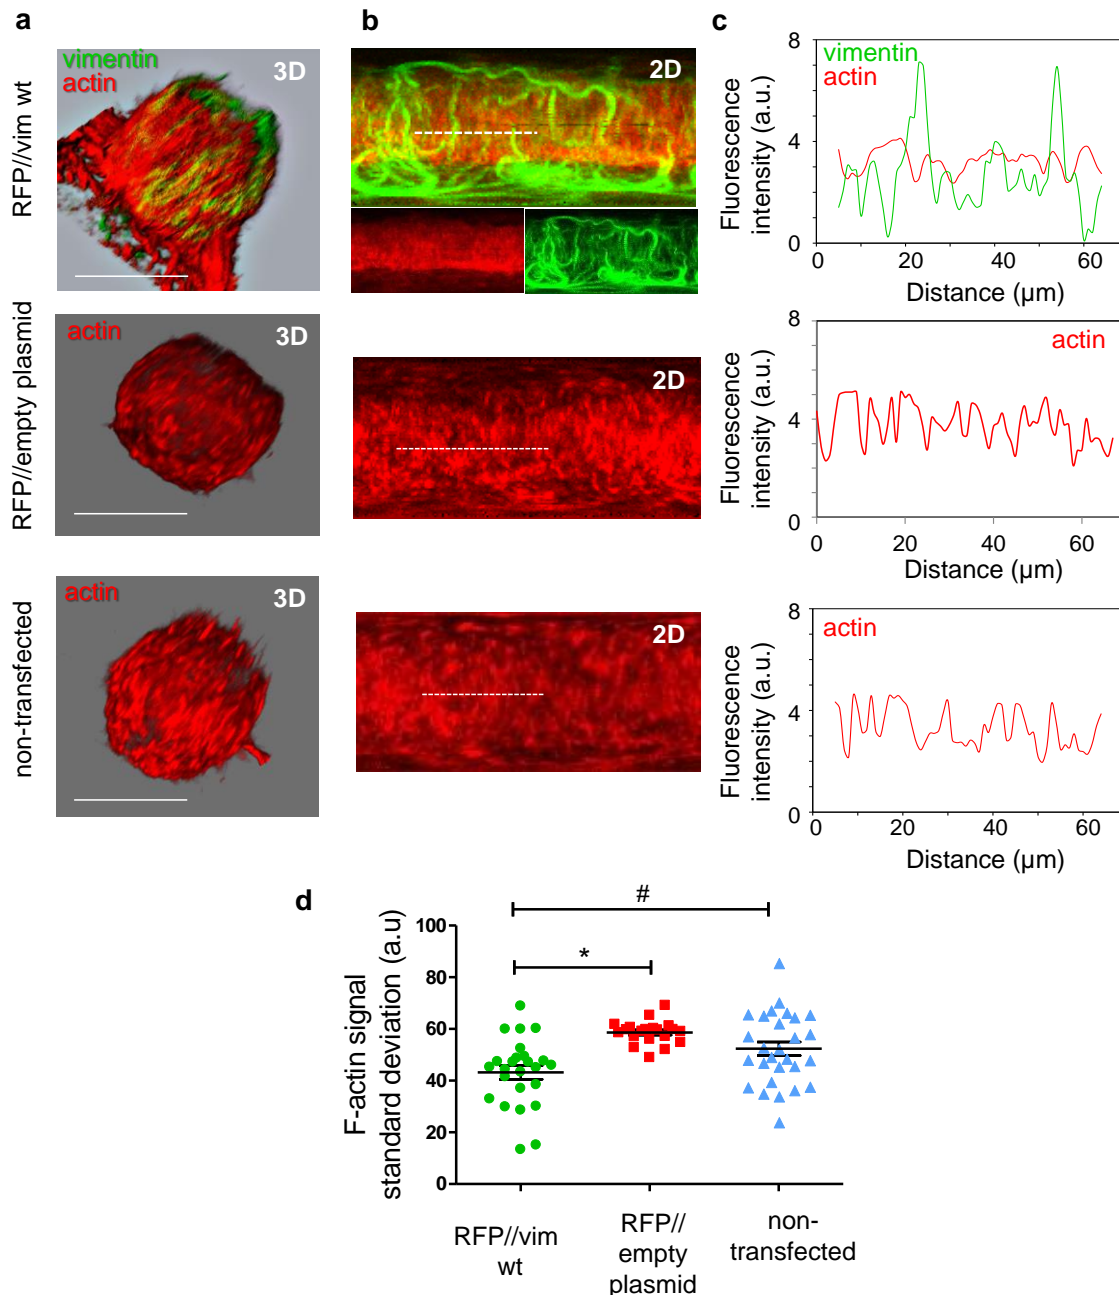 a
b
c
RFP//vim wt
vimentin
actin
3D
2D
8
4
0
vimentin
actin
Fluorescence
intensity (a.u.)
0
20
40
60
Distance (µm)
RFP//empty plasmid
actin
3D
2D
8
4
0
actin
Fluorescence
intensity (a.u.)
0
20
40
60
Distance (µm)
non-transfected
actin
3D
2D
8
4
0
actin
Fluorescence
intensity (a.u.)
0
20
40
60
Distance (µm)
d
F-actin signal
standard deviation (a.u)
100
80
60
40
20
0
#
*
RFP//vim
wt
RFP//
empty
plasmid
non-
transfected